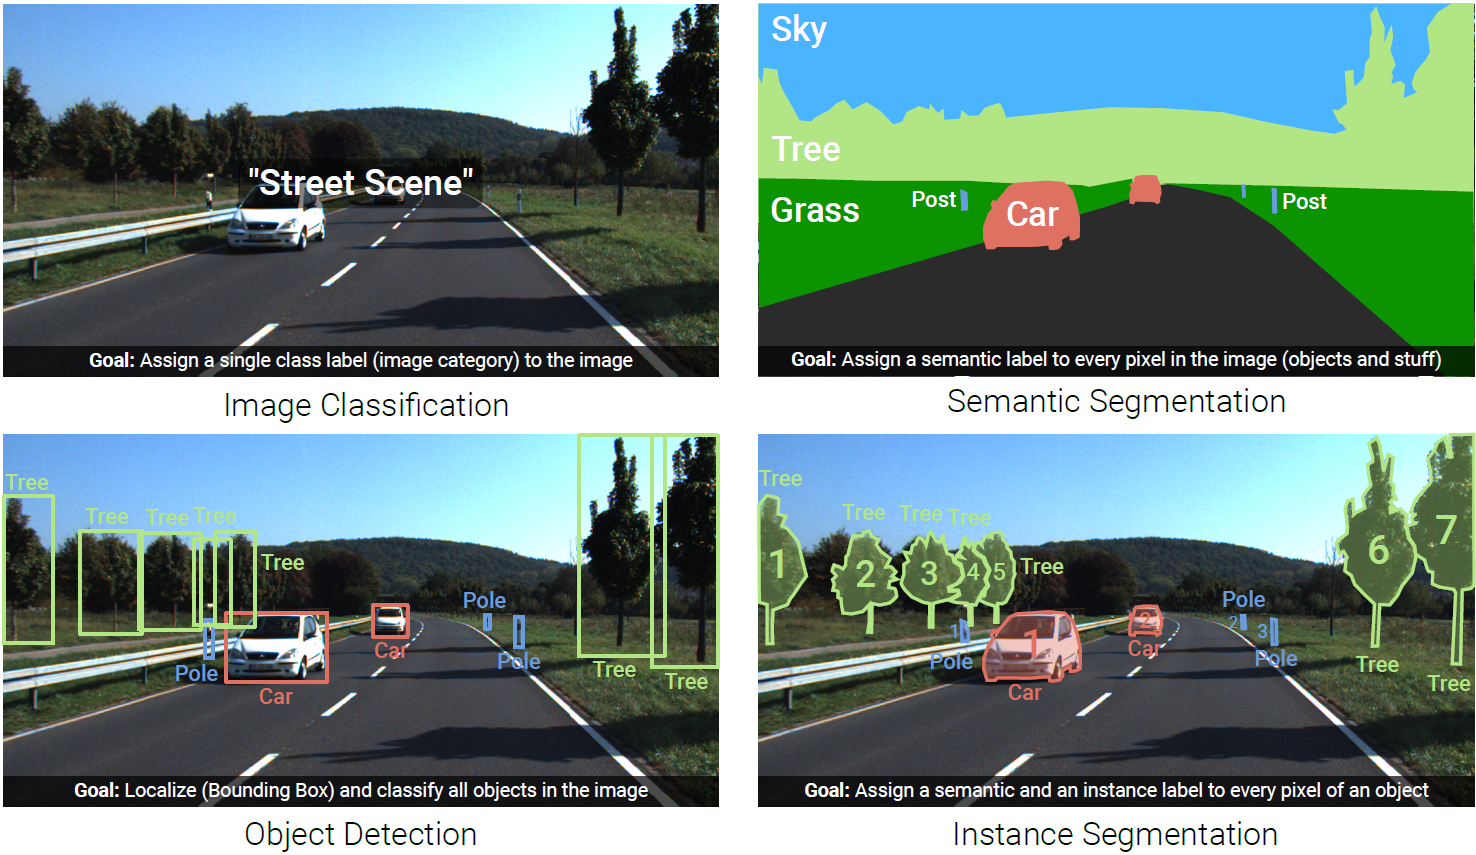 "Street Scene"
Goal: Assign a single class label (image category) to the image
Image Classification
Sky
Tree
Grass
Post
Car
Post
Goal: Assign a semantic label to every pixel in the image (objects and stuff)
Semantic Segmentation
Tree
Tree
Tree
Tree
Tree
Pole
Car
Car
Pole
Pole
Tree
Tree
Goal: Localize (Bounding Box) and classify all objects in the image
Object Detection
Tree
1
Tree
2
Tree
3
Tree
4
5
Tree
6
7
1
Pole
1
Car
2
Car
Pole
2
3
Pole
Tree
Tree
Goal: Assign a semantic and an instance label to every pixel of an object
Instance Segmentation